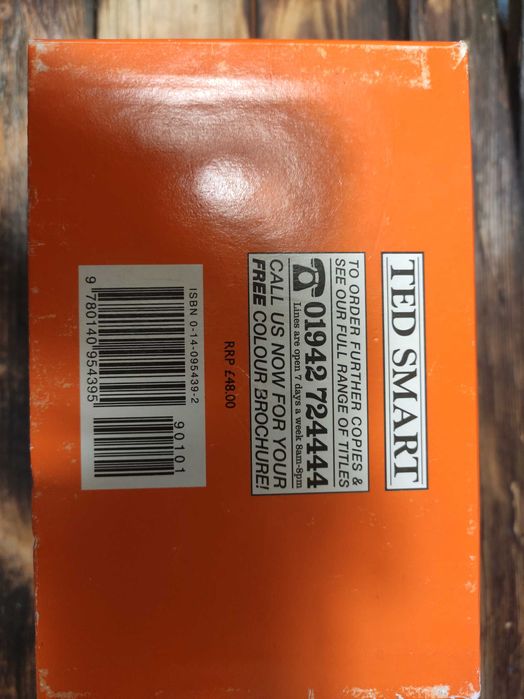 TED SMART
TO ORDER FURTHER COPIES &
SEE OUR FULL RANGE OF TITLES
01942 724444
Lines are open 7 days a week 8am-8pm
CALL US NOW FOR YOUR
FREE COLOUR BROCHURE!
RRP £48.00
ISBN 0-14-095439-2
90101
9 780140 954395